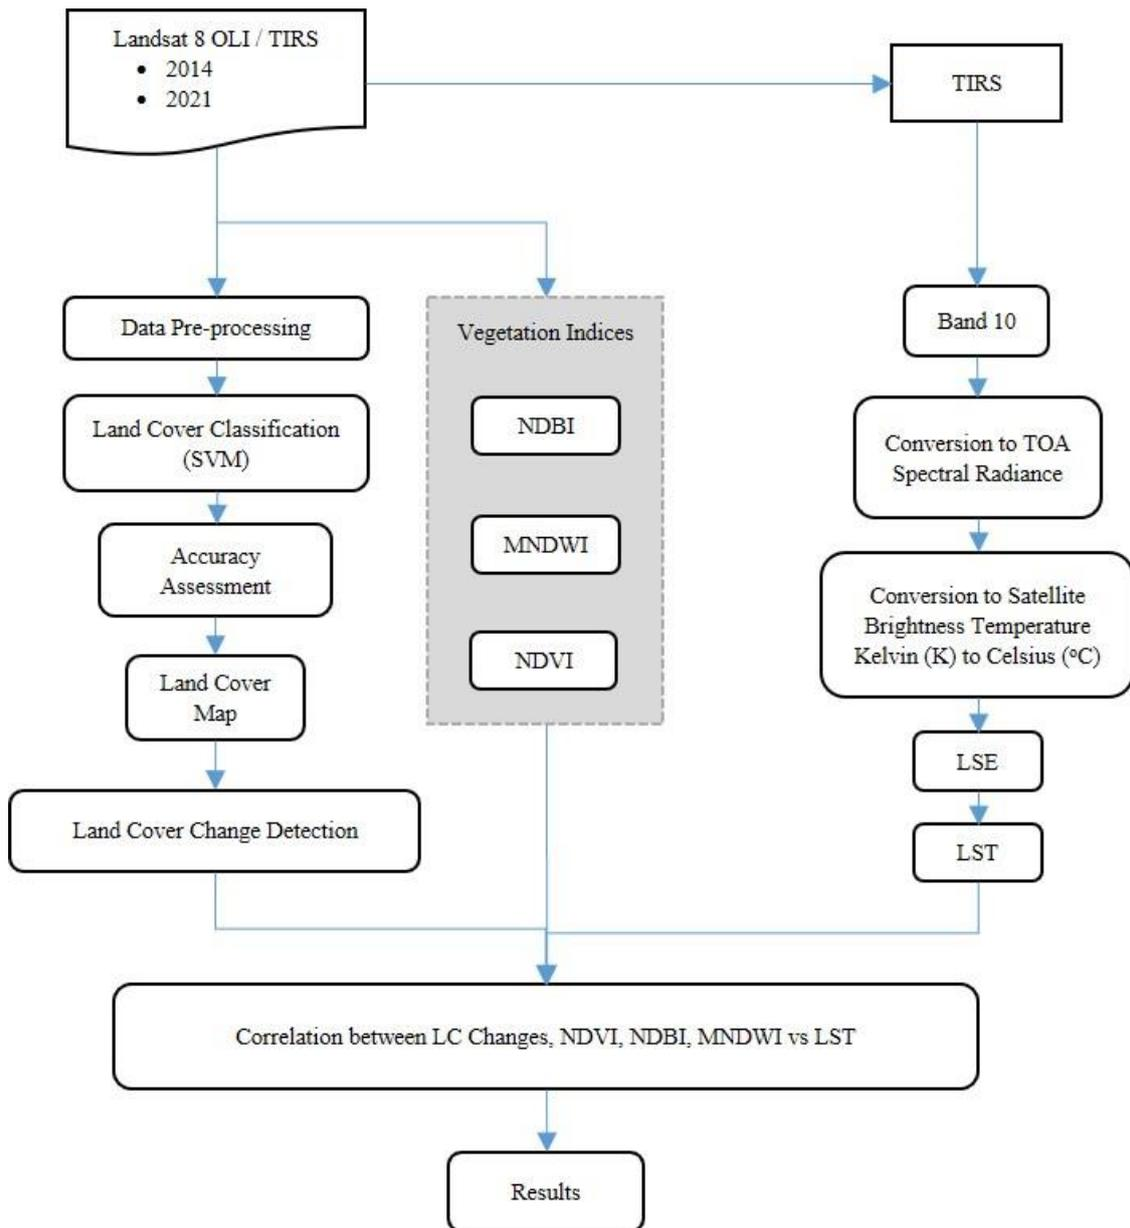 Landsat 8 OLI / TIRS
• 2014
• 2021
TIRS
Data Pre-processing
Land Cover Classification
(SVM)
Accuracy
Assessment
Land Cover
Map
Land Cover Change Detection
Vegetation Indices
NDBI
MNDWI
NDVI
Band 10
Conversion to TOA
Spectral Radiance
Conversion to Satellite
Brightness Temperature
Kelvin (K) to Celsius (°C)
LSE
LST
Correlation between LC Changes, NDVI, NDBI, MNDWI vs LST
Results